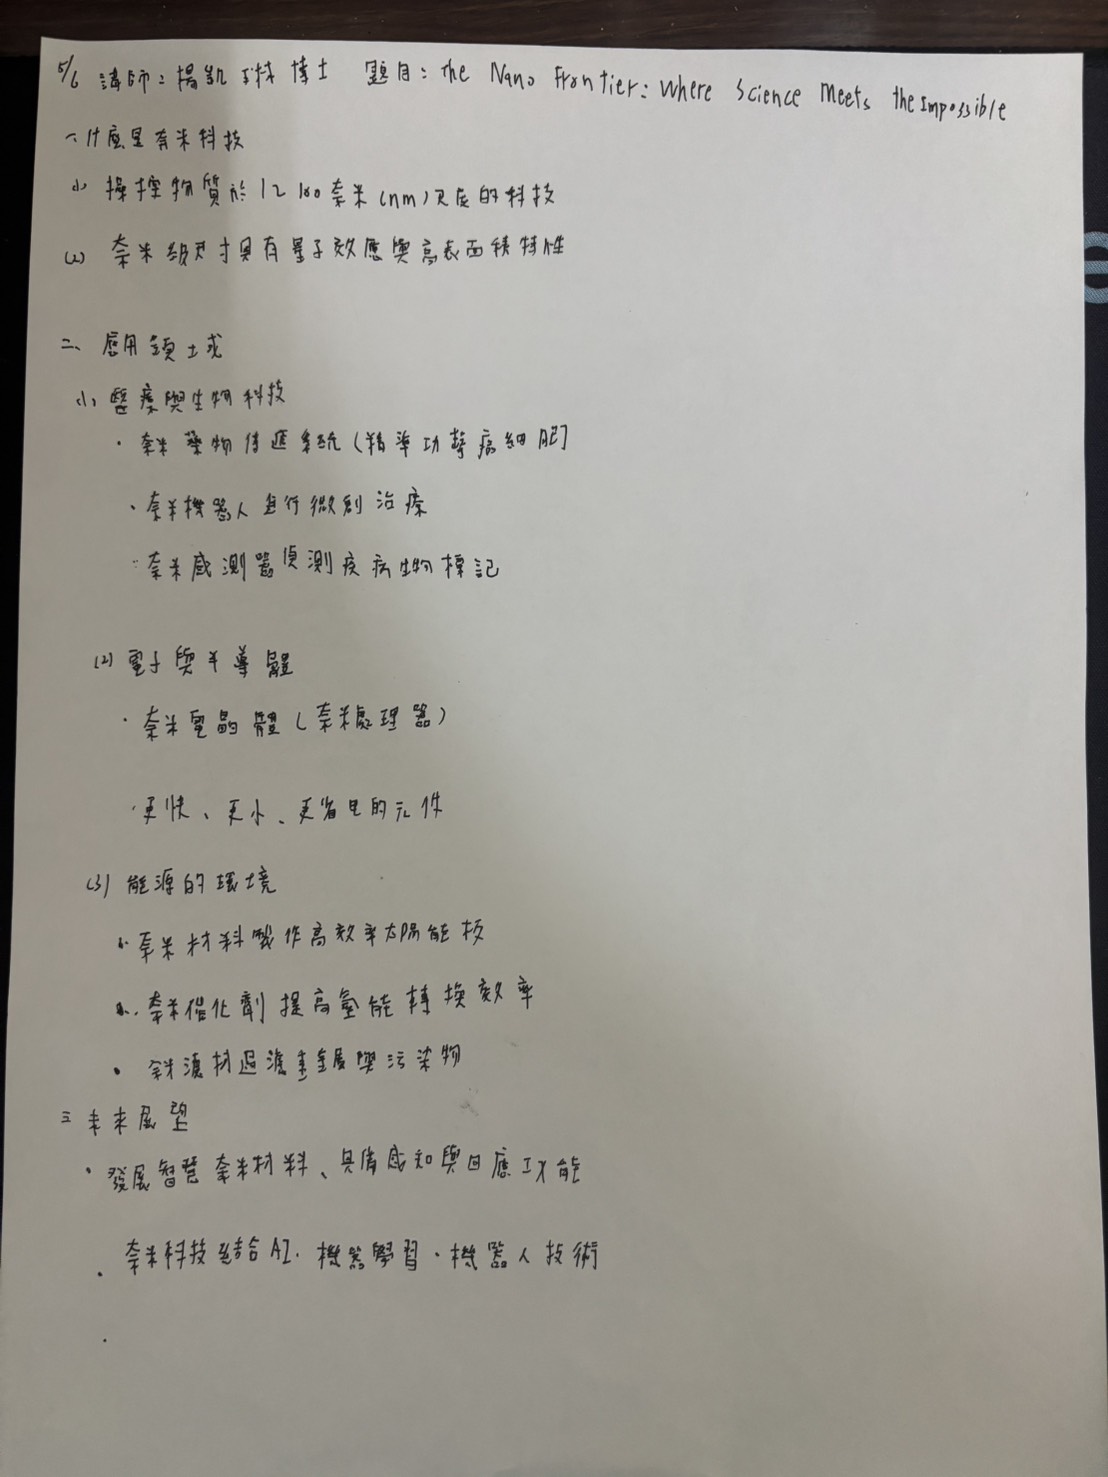 5/6 講師：楊凱琳 博士 題目：the Nano Frontier: Where Science Meets the Impossible
一、什麼是奈米科技
(1) 操控物質於1~100奈米(nm)尺度的科技
(2) 奈米級尺寸具有量子效應與高表面積特性
二、應用領域
(1) 醫療與生物科技
・奈米藥物傳遞系統(精準功擊病細胞)
・奈米機器人進行微創治療
・奈米感測器偵測疾病生物標記
(2) 電子與半導體
・奈米電晶體(奈米處理器)
・更快、更小、更省电的元件
(3) 能源的環境
・奈米材料製作高效率太陽能板
・奈米催化劑提高氫能轉換效率
・奈米濾材過濾重金屬與污染物
三 未來展望
・發展智慧奈米材料、具備感知與自應功能
・奈米科技結合AI・機器學習・機器人技術
・
e